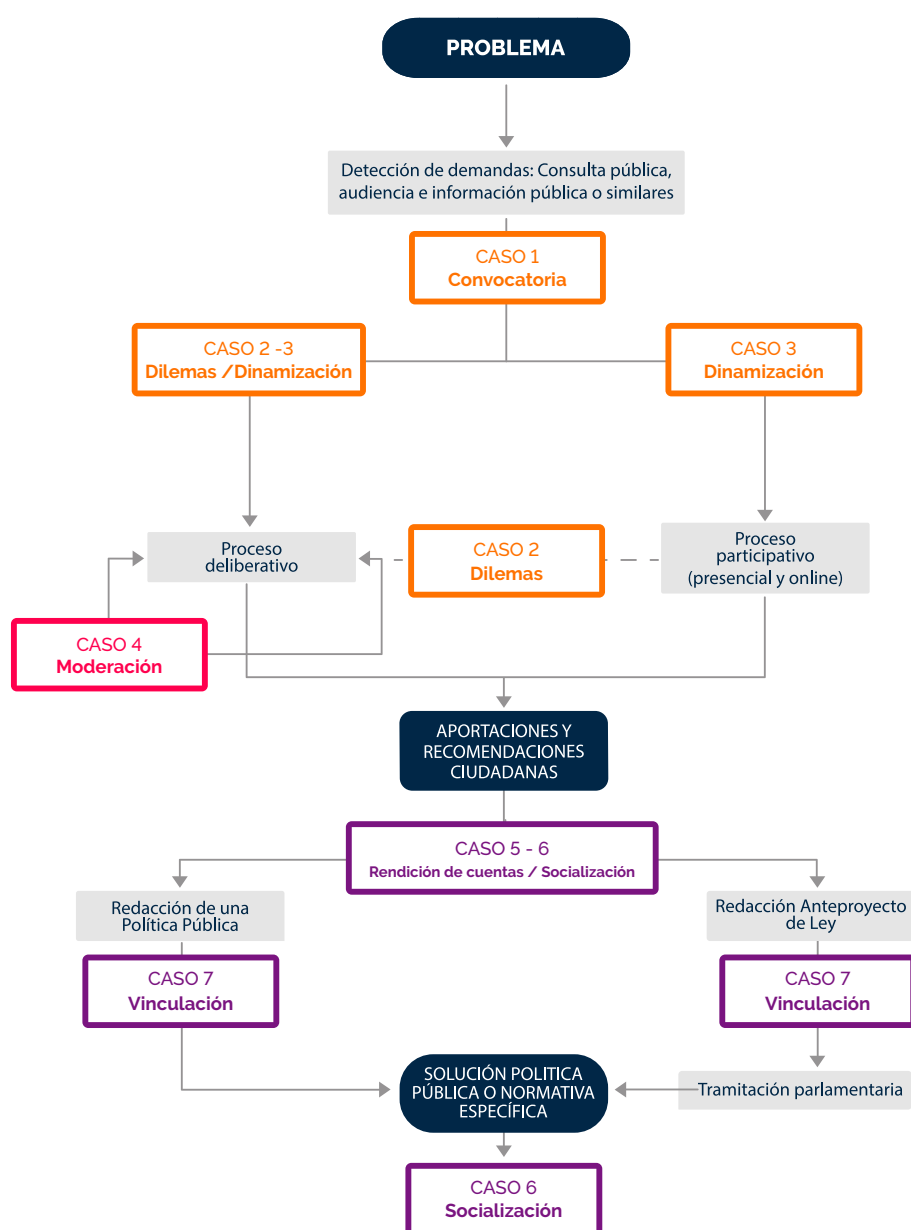 PROBLEMA
Detección de demandas: Consulta pública,
audiencia e información pública o similares
CASO 1
Convocatoria
CASO 2 -3
Dilemas /Dinamización
CASO 3
Dinamización
Proceso
deliberativo
CASO 2
Dilemas
Proceso
participativo
(presencial y online)
CASO 4
Moderación
APORTACIONES Y
RECOMENDACIONES
CIUDADANAS
CASO 5 - 6
Rendición de cuentas / Socialización
Redacción de una
Política Pública
Redacción Anteproyecto
de Ley
CASO 7
Vinculación
CASO 7
Vinculación
SOLUCIÓN POLITICA
PÚBLICA O NORMATIVA
ESPECÍFICA
Tramitación parlamentaria
CASO 6
Socialización